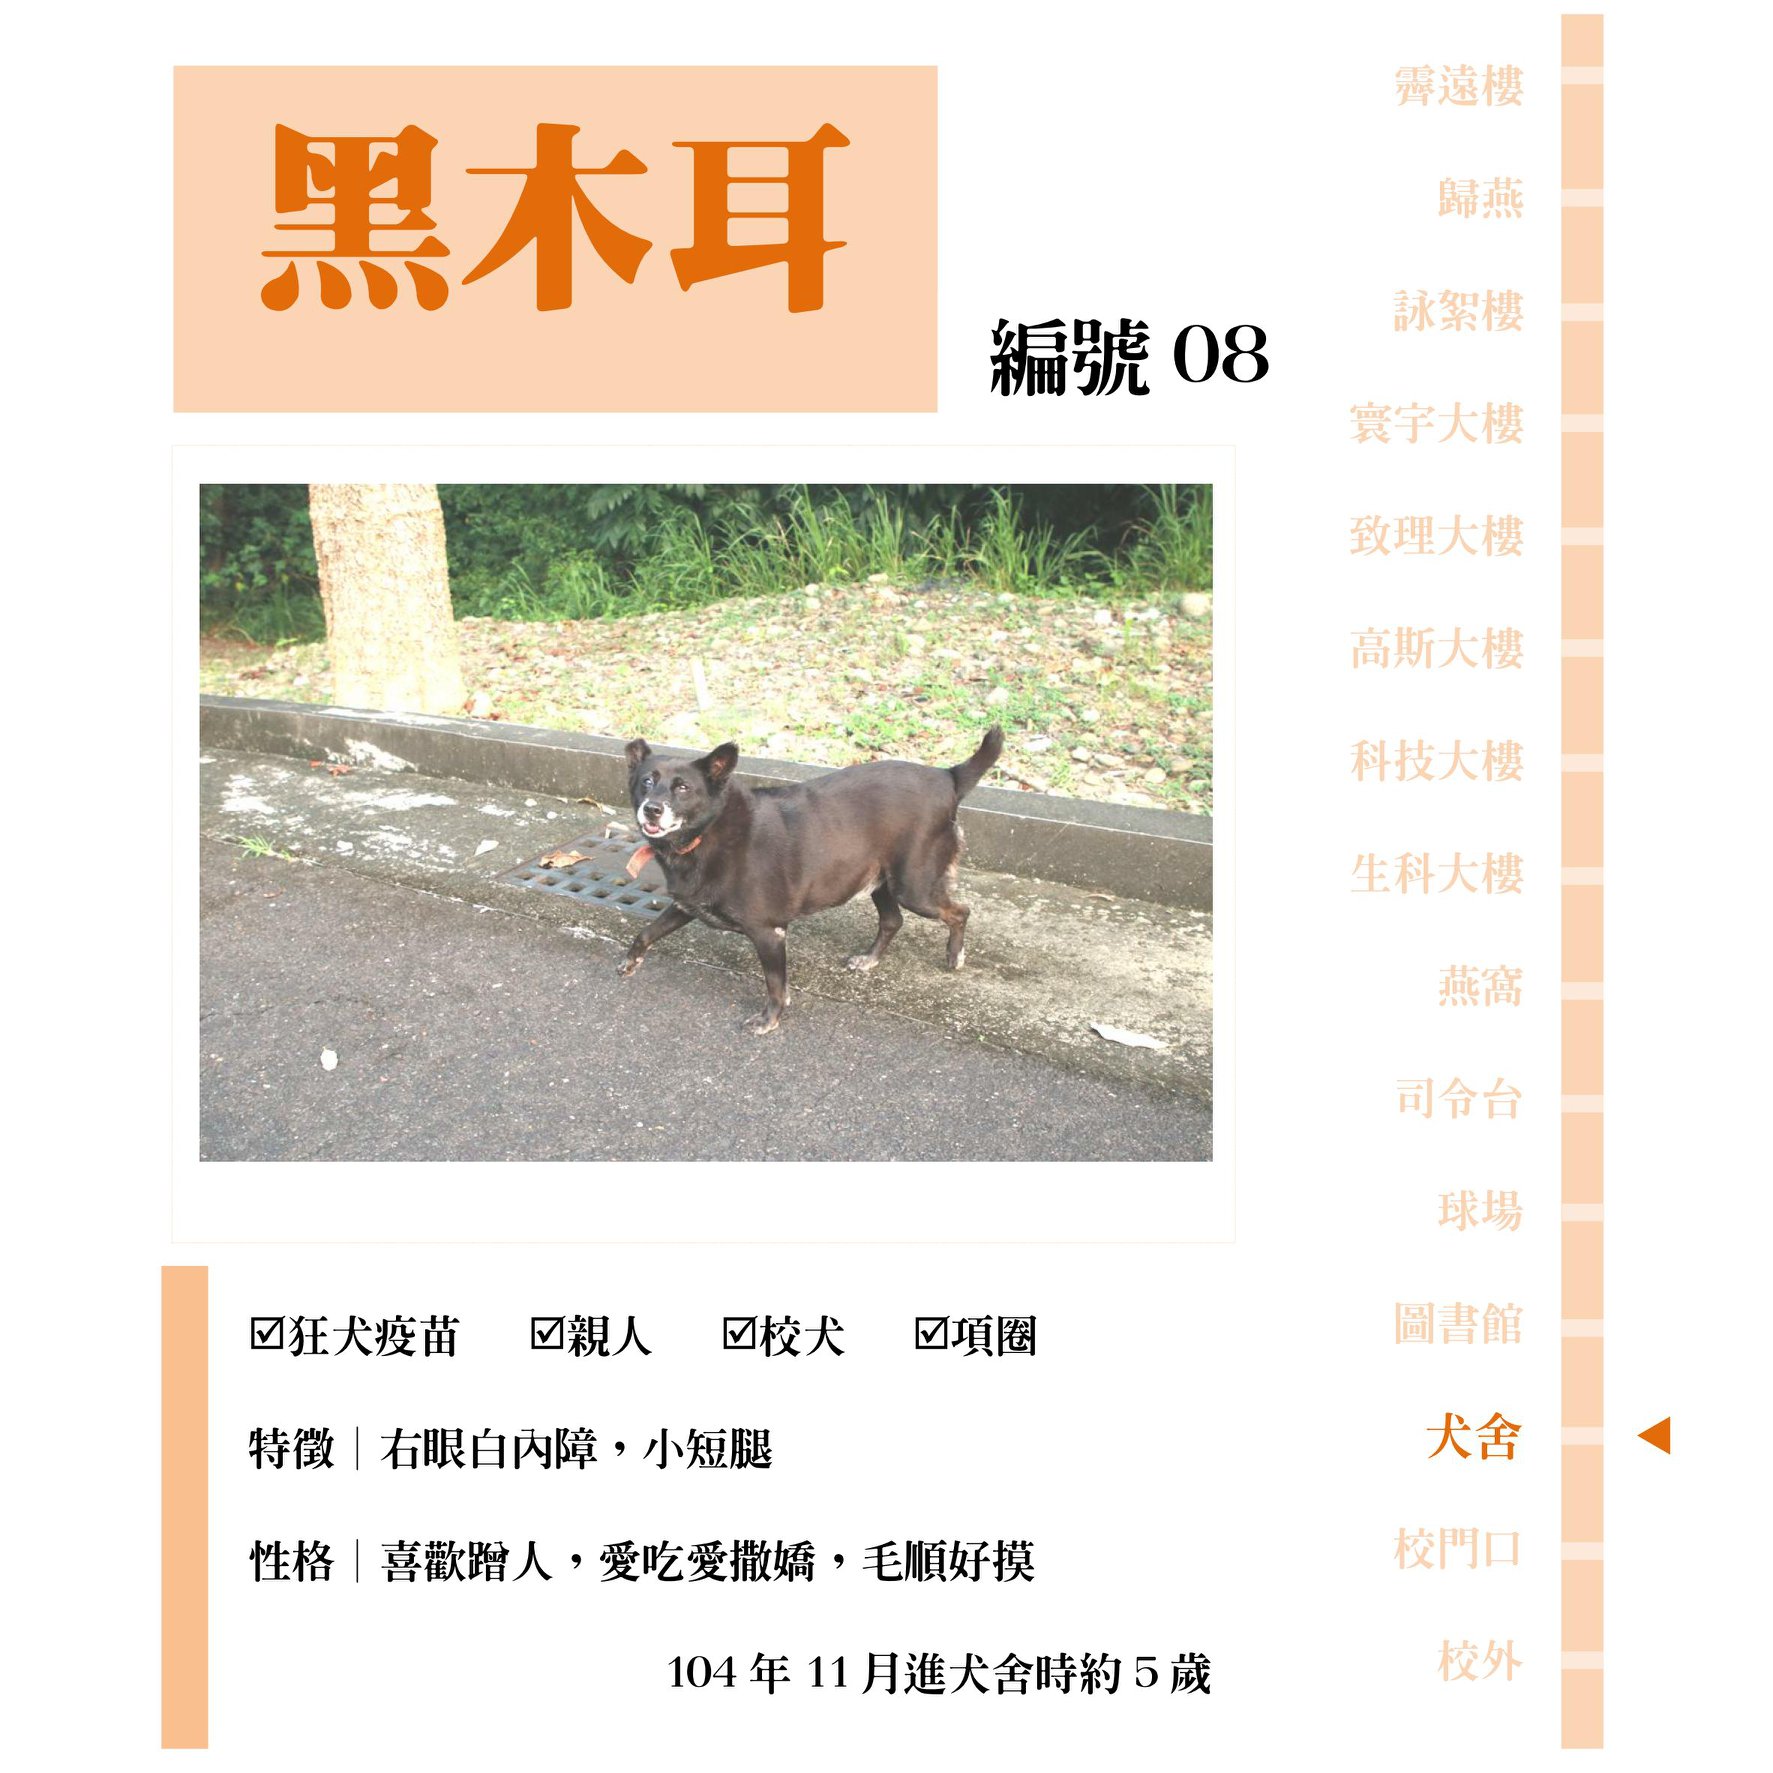 黑木耳
編號 08
霽遠樓
歸燕
詠絮樓
寰宇大樓
致理大樓
高斯大樓
科技大樓
生科大樓
燕窩
司令台
球場
圖書館
犬舍
校門口
校外
☑狂犬疫苗 ☑親人 ☑校犬 ☑項圈
特徵｜右眼白內障，小短腿
性格｜喜歡蹭人，愛吃愛撒嬌，毛順好摸
104 年 11 月進犬舍時約 5 歲